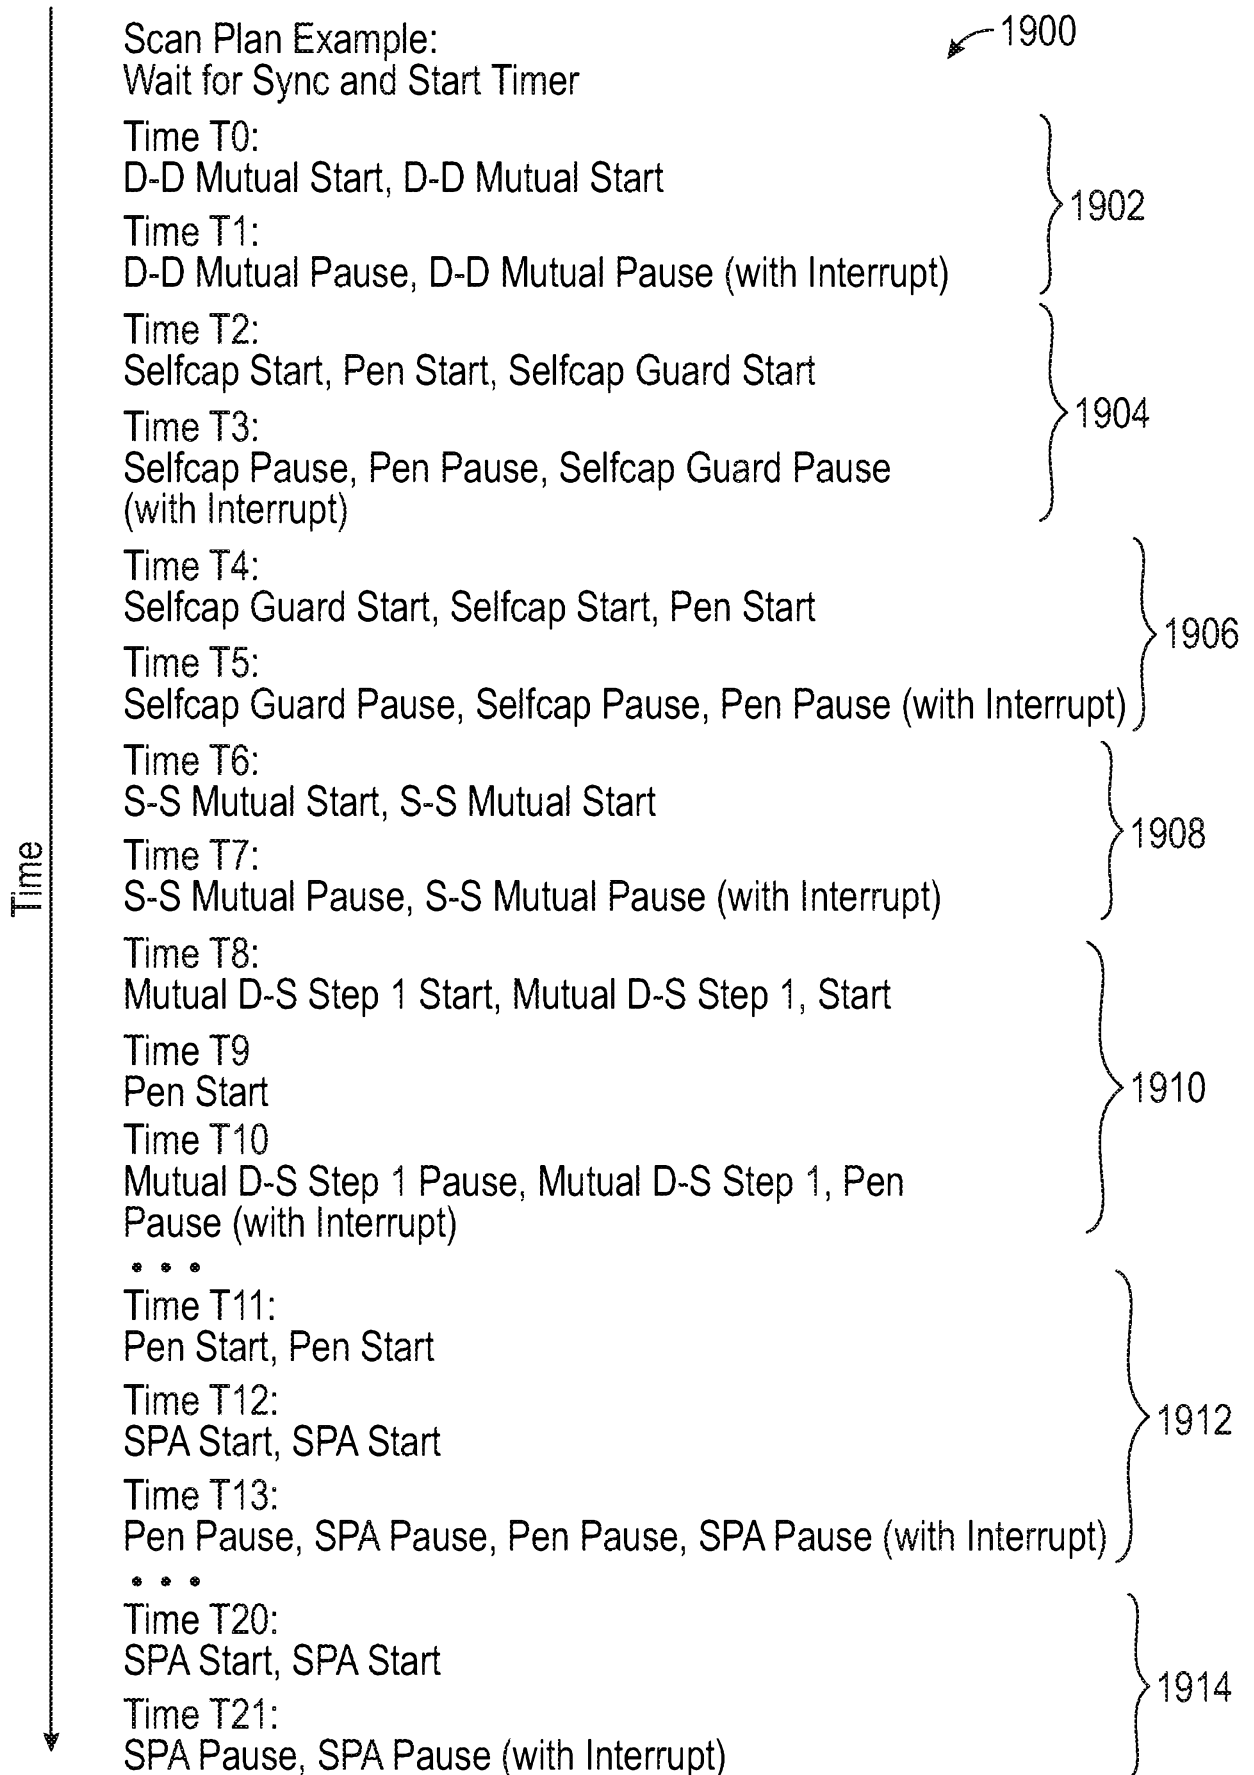 Scan Plan Example:
1900
Wait for Sync and Start Timer
Time T0:
D-D Mutual Start, D-D Mutual Start
1902
Time T1:
D-D Mutual Pause, D-D Mutual Pause (with Interrupt)
Time T2:
Selfcap Start, Pen Start, Selfcap Guard Start
1904
Time T3:
Selfcap Pause, Pen Pause, Selfcap Guard Pause
(with Interrupt)
Time T4:
Selfcap Guard Start, Selfcap Start, Pen Start
1906
Time T5:
Selfcap Guard Pause, Selfcap Pause, Pen Pause (with Interrupt)
Time T6:
S-S Mutual Start, S-S Mutual Start
1908
Time T7:
S-S Mutual Pause, S-S Mutual Pause (with Interrupt)
Time
Time T8:
Mutual D-S Step 1 Start, Mutual D-S Step 1, Start
Time T9
Pen Start
1910
Time T10
Mutual D-S Step 1 Pause, Mutual D-S Step 1, Pen
Pause (with Interrupt)
• • •
Time T11:
Pen Start, Pen Start
Time T12:
SPA Start, SPA Start
1912
Time T13:
Pen Pause, SPA Pause, Pen Pause, SPA Pause (with Interrupt)
• • •
Time T20:
SPA Start, SPA Start
1914
Time T21:
SPA Pause, SPA Pause (with Interrupt)